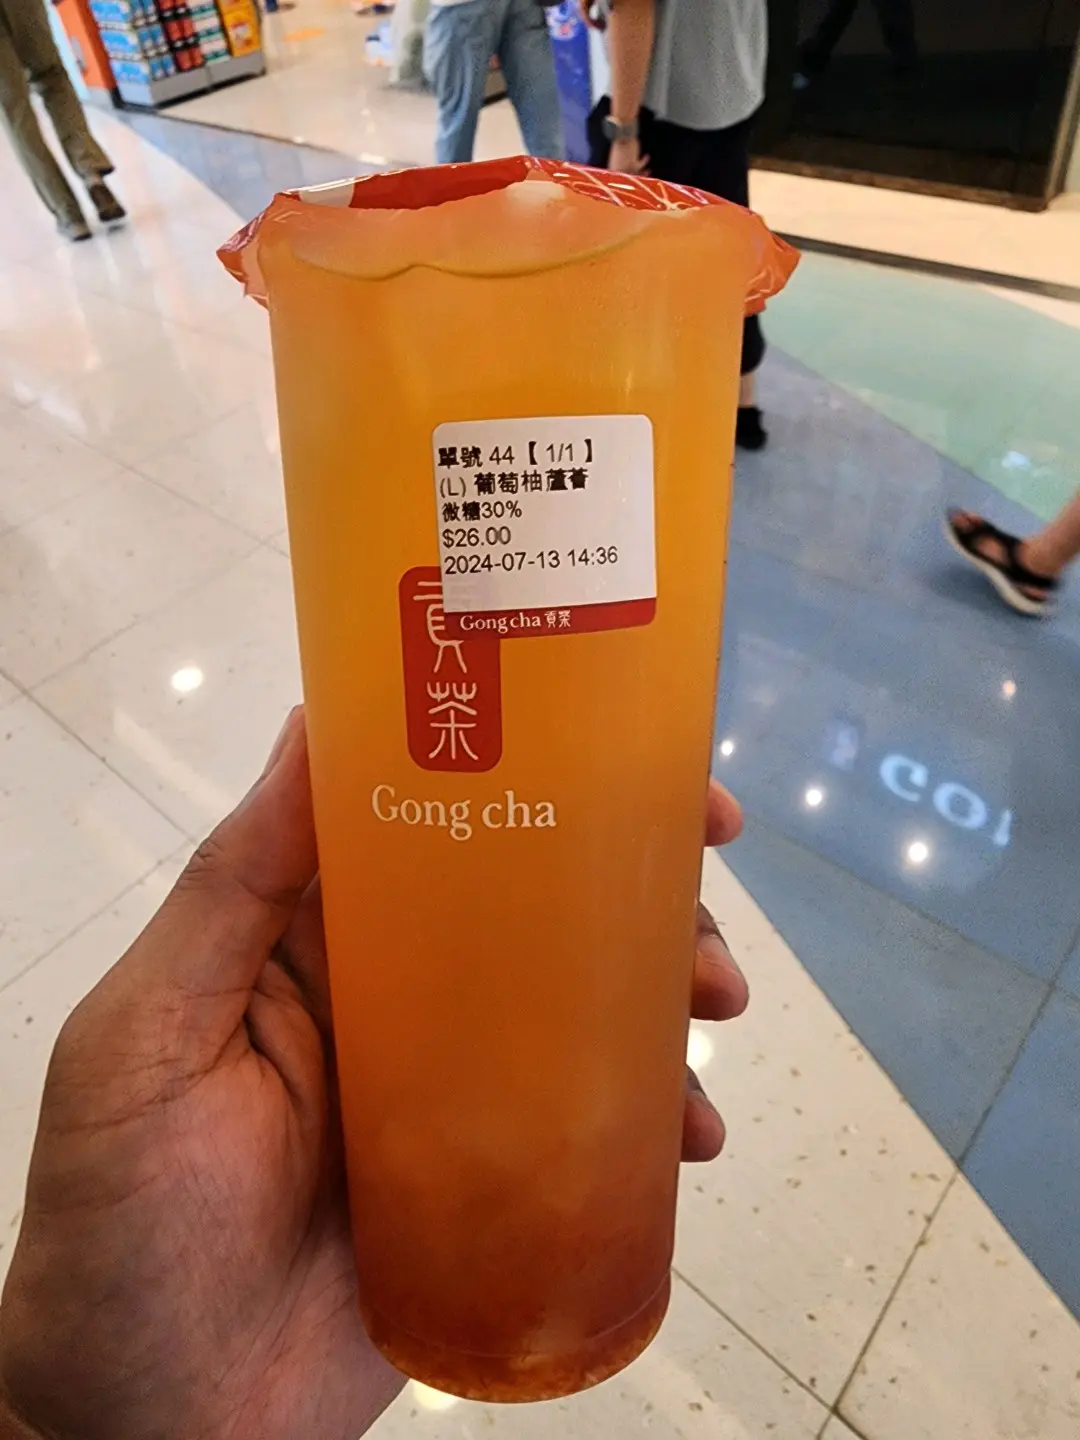 單號 44【 1/1 】
(L) 葡萄柚蘆薈
微糖30%
$26.00
2024-07-13 14:36
Gong cha 貢茶
貢茶
Gong cha